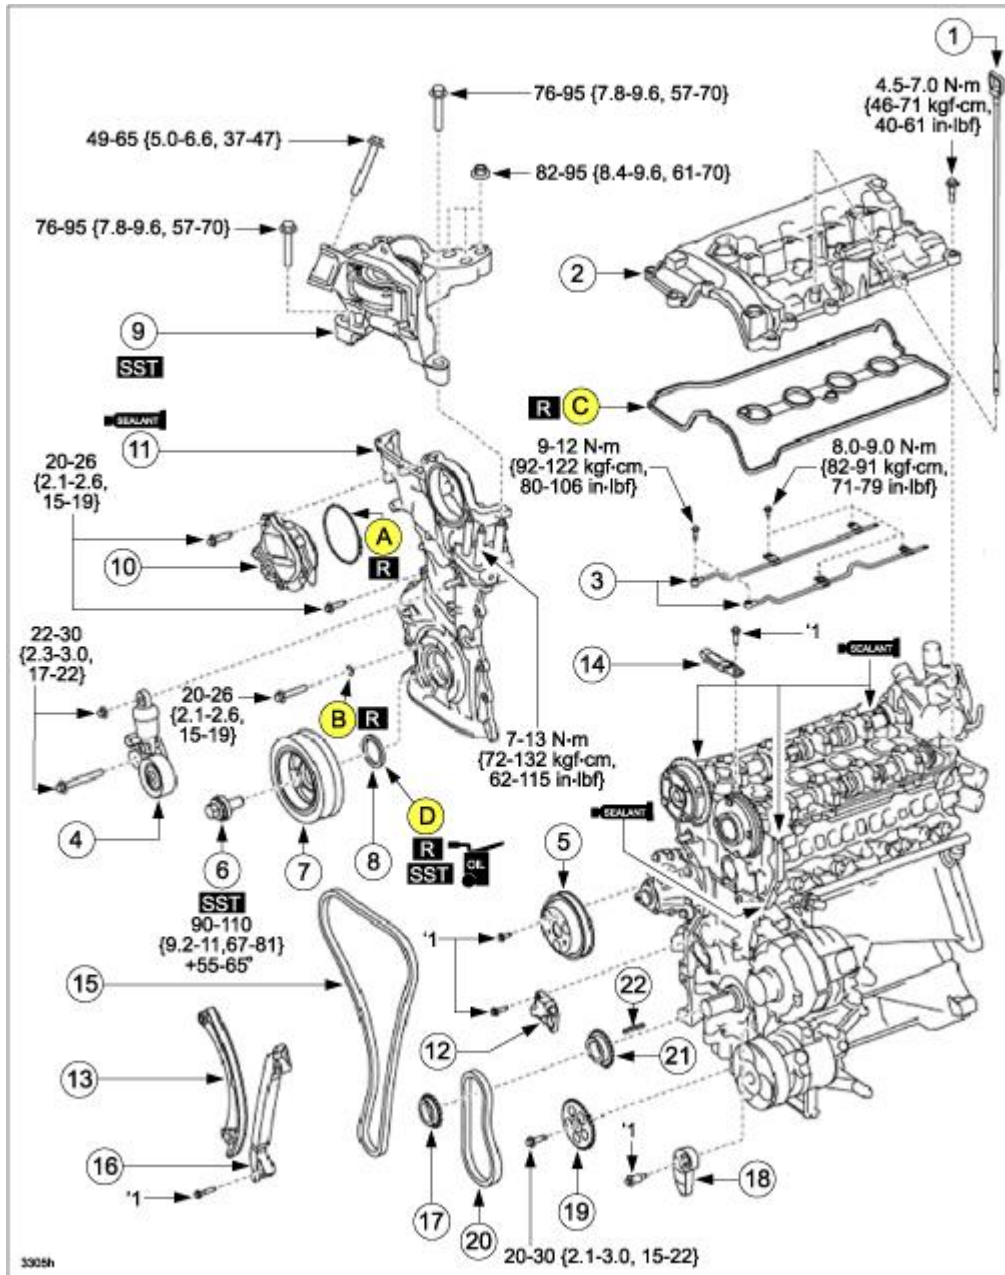 1
4.5-7.0 N·m
{46-71 kgf·cm,
40-61 in·lbf}
76-95 {7.8-9.6, 57-70}
49-65 {5.0-6.6, 37-47}
82-95 {8.4-9.6, 61-70}
76-95 {7.8-9.6, 57-70}
2
9
SST
R C
SEALANT
11
9-12 N·m
{92-122 kgf·cm,
80-106 in·lbf}
8.0-9.0 N·m
{82-91 kgf·cm,
71-79 in·lbf}
20-26
{2.1-2.6,
15-19}
A
R
10
3
*1
SEALANT
14
22-30
{2.3-3.0,
17-22}
20-26
{2.1-2.6,
15-19}
B R
7-13 N·m
{72-132 kgf·cm,
62-115 in·lbf}
4
6
SST
90-110
{9.2-11,67-81}
+55-65°
7
8
D
R
SST
OIL
5
SEALANT
*1
15
22
12
21
13
16
*1
17
20
19
*1
18
20-30 {2.1-3.0, 15-22}
3305h